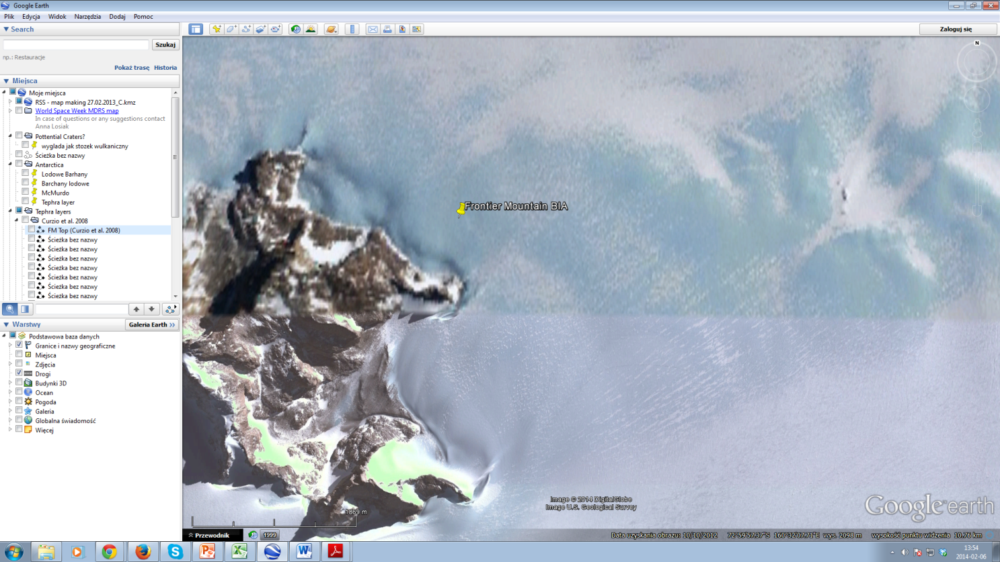 Google Earth
Plik Edycja Widok Narzędzia Dodaj Pomoc
Search
Szukaj
np.: Restauracje
Pokaż trasę Historia
Miejsca
Moje miejsca
RSS - map making 27.02.2013_C.kmz
World Space Week MDRS map
In case of questions or any suggestions contact
Anna Losiak
Pottential Craters?
wyglada jak stozek wulkaniczny
Ścieżka bez nazwy
Antarctica
Lodowe Barhany
Barchany lodowe
McMurdo
Tephra layer
Tephra layers
Curzio et al. 2008
FM Top (Curzio et al. 2008)
Ścieżka bez nazwy
Ścieżka bez nazwy
Ścieżka bez nazwy
Ścieżka bez nazwy
Ścieżka bez nazwy
Ścieżka bez nazwy
Ścieżka bez nazwy
Warstwy
Galeria Earth >>
Podstawowa baza danych
Granice i nazwy geograficzne
Miejsca
Zdjęcia
Drogi
Budynki 3D
Ocean
Pogoda
Galeria
Globalna świadomość
Więcej
Zaloguj się
N
Frontier Mountain BIA
Image © 2014 DigitalGlobe
Image U.S. Geological Survey
Google earth
1869 m
Przewodnik 1999
Data uzyskania obrazu: 10/10/2012 72°59'57.37"S 160°32'07.71"E wys. 2098 m wysokość punktu widzenia 10.76 km
13:54
2014-02-06